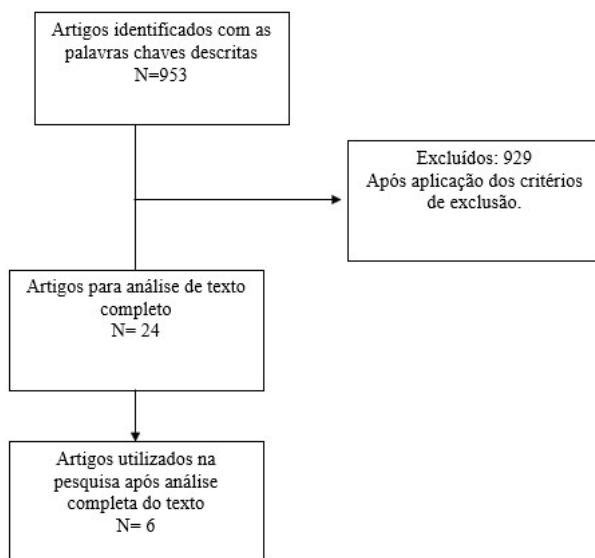 Artigos identificados com as
palavras chaves descritas
N=953
Excluídos: 929
Após aplicação dos critérios
de exclusão.
Artigos para análise de texto
completo
N= 24
Artigos utilizados na
pesquisa após análise
completa do texto
N= 6